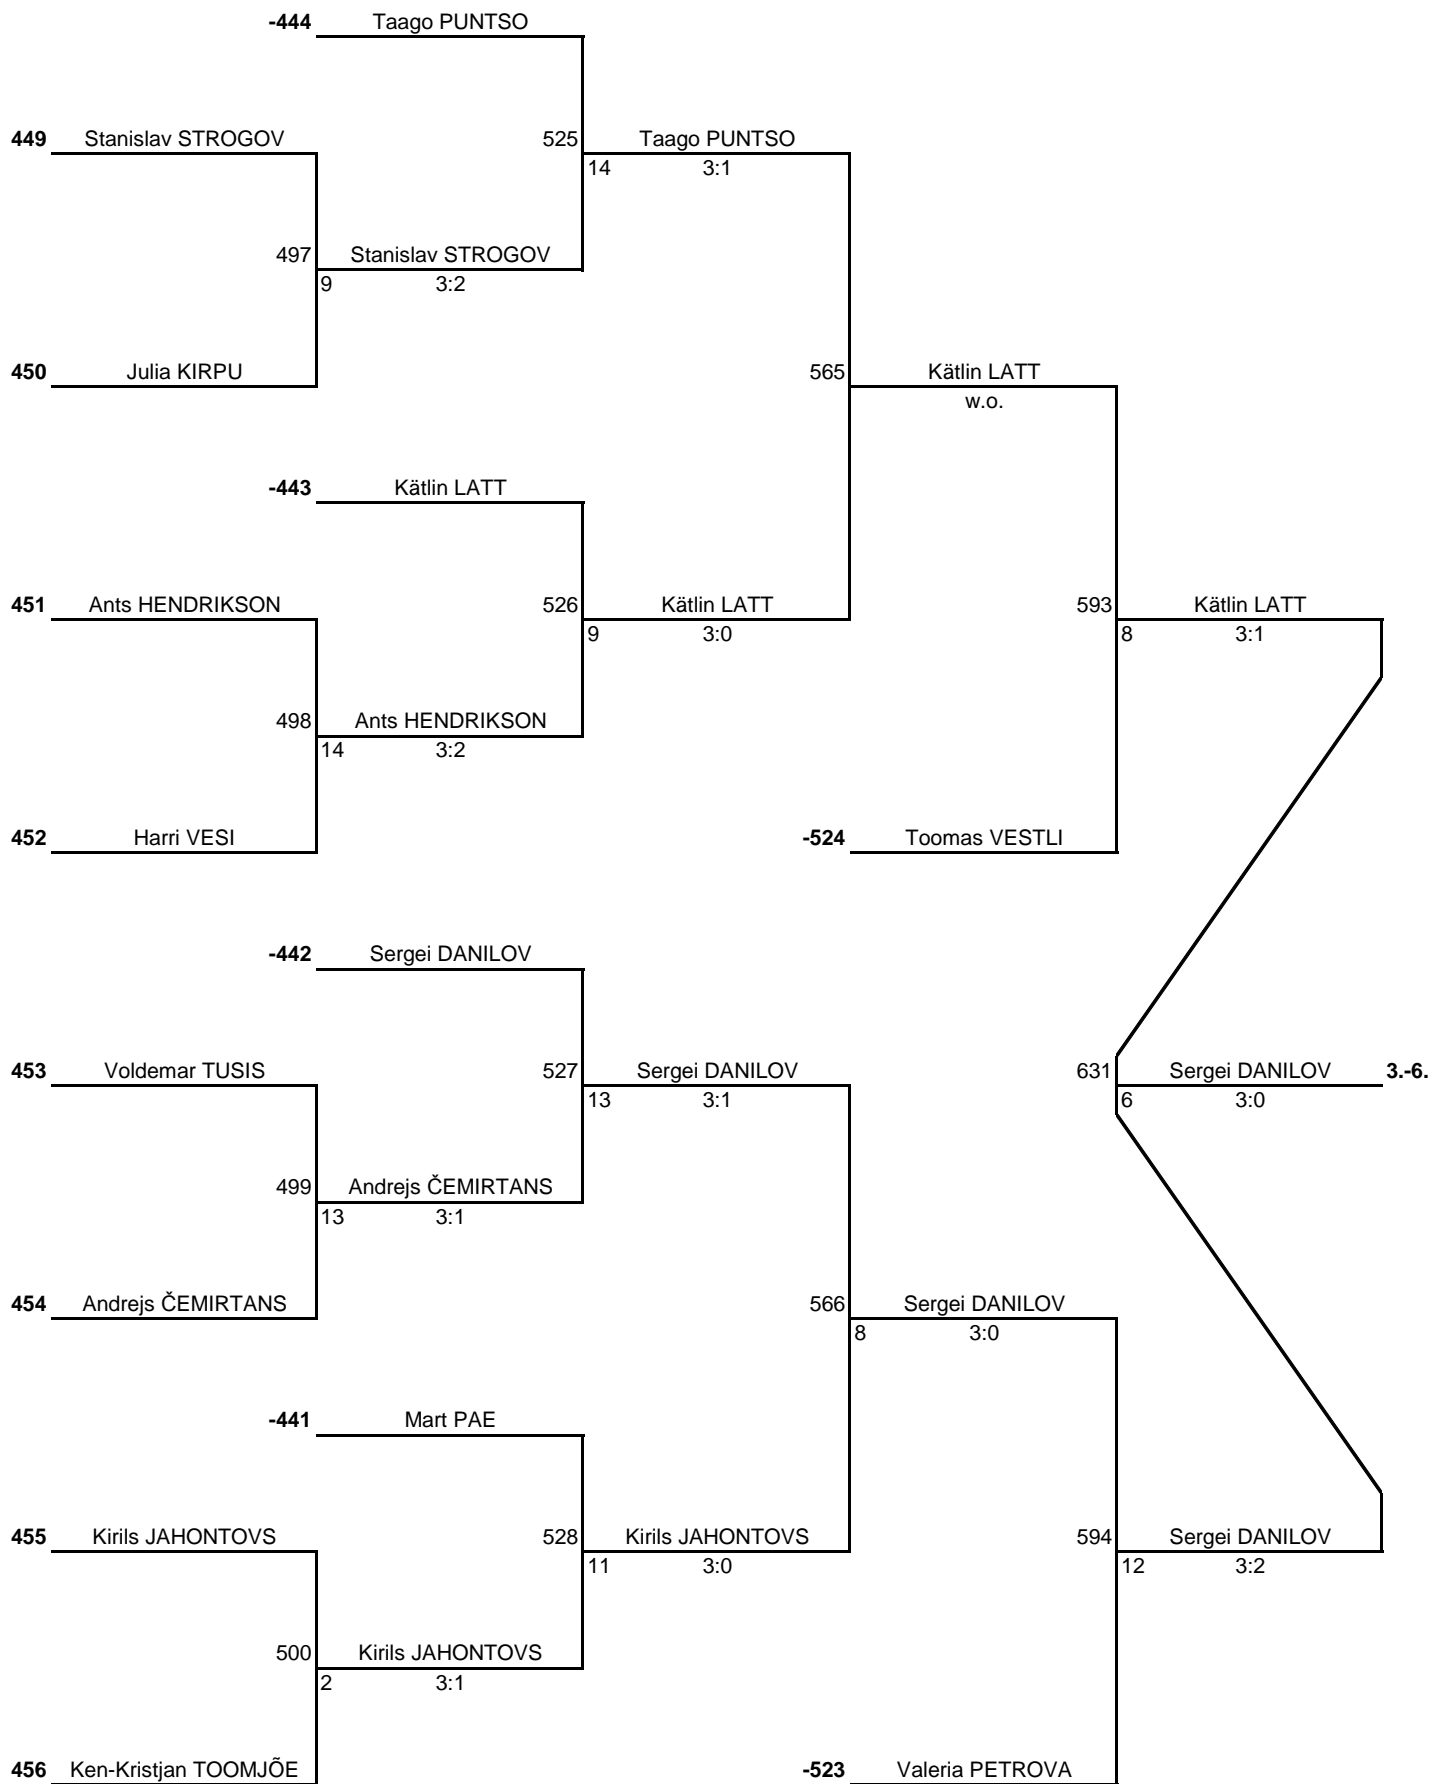 -444 Taago PUNTSO
449 Stanislav STROGOV 525 Taago PUNTSO
14 3:1
497 Stanislav STROGOV
9 3:2
450 Julia KIRPU 565 Kätlin LATT
w.o.
-443 Kätlin LATT
451 Ants HENDRIKSON 526 Kätlin LATT 593 Kätlin LATT
9 3:0 8 3:1
498 Ants HENDRIKSON
14 3:2
452 Harri VESI -524 Toomas VESTLI
-442 Sergei DANILOV
453 Voldemar TUSIS 527 Sergei DANILOV 631 Sergei DANILOV 3.-6.
13 3:1 6 3:0
499 Andrejs ČEMIRTANS
13 3:1
454 Andrejs ČEMIRTANS 566 Sergei DANILOV
8 3:0
-441 Mart PAE
455 Kirils JAHONTOVS 528 Kirils JAHONTOVS 594 Sergei DANILOV
11 3:0 12 3:2
500 Kirils JAHONTOVS
2 3:1
456 Ken-Kristjan TOOMJÕE -523 Valeria PETROVA